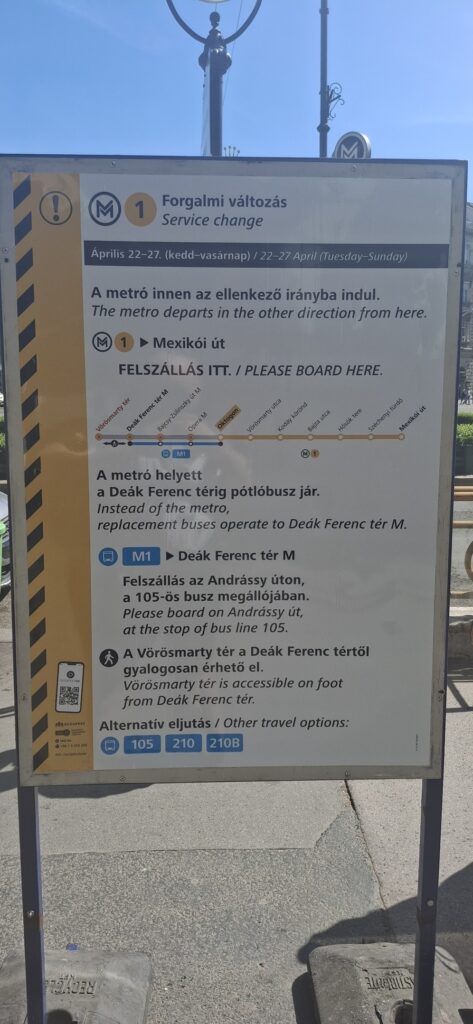 M
1 Forgalmi változás
Service change
Április 22–27. (kedd–vasárnap) / 22–27 April (Tuesday–Sunday)
A metró innen az ellenkező irányba indul.
The metro departs in the other direction from here.
M 1 Mexikói út
FELSZÁLLÁS ITT. / PLEASE BOARD HERE.
Vörösmarty tér
Deák Ferenc tér M
Bajcsy-Zsilinszky út M
Opera M
Oktogon
Vörösmarty utca
Kodály körönd
Bajza utca
Hősök tere
Széchenyi fürdő
Mexikói út
M1
M 1
A metró helyett
a Deák Ferenc térig pótlóbusz jár.
Instead of the metro,
replacement buses operate to Deák Ferenc tér M.
M1 Deák Ferenc tér M
Felszállás az Andrássy úton,
a 105-ös busz megállójában.
Please board on Andrássy út,
at the stop of bus line 105.
A Vörösmarty tér a Deák Ferenc tértől
gyalogosan érhető el.
Vörösmarty tér is accessible on foot
from Deák Ferenc tér.
Alternatív eljutás / Other travel options:
105 210 210B
BUDAPEST
RECYCL